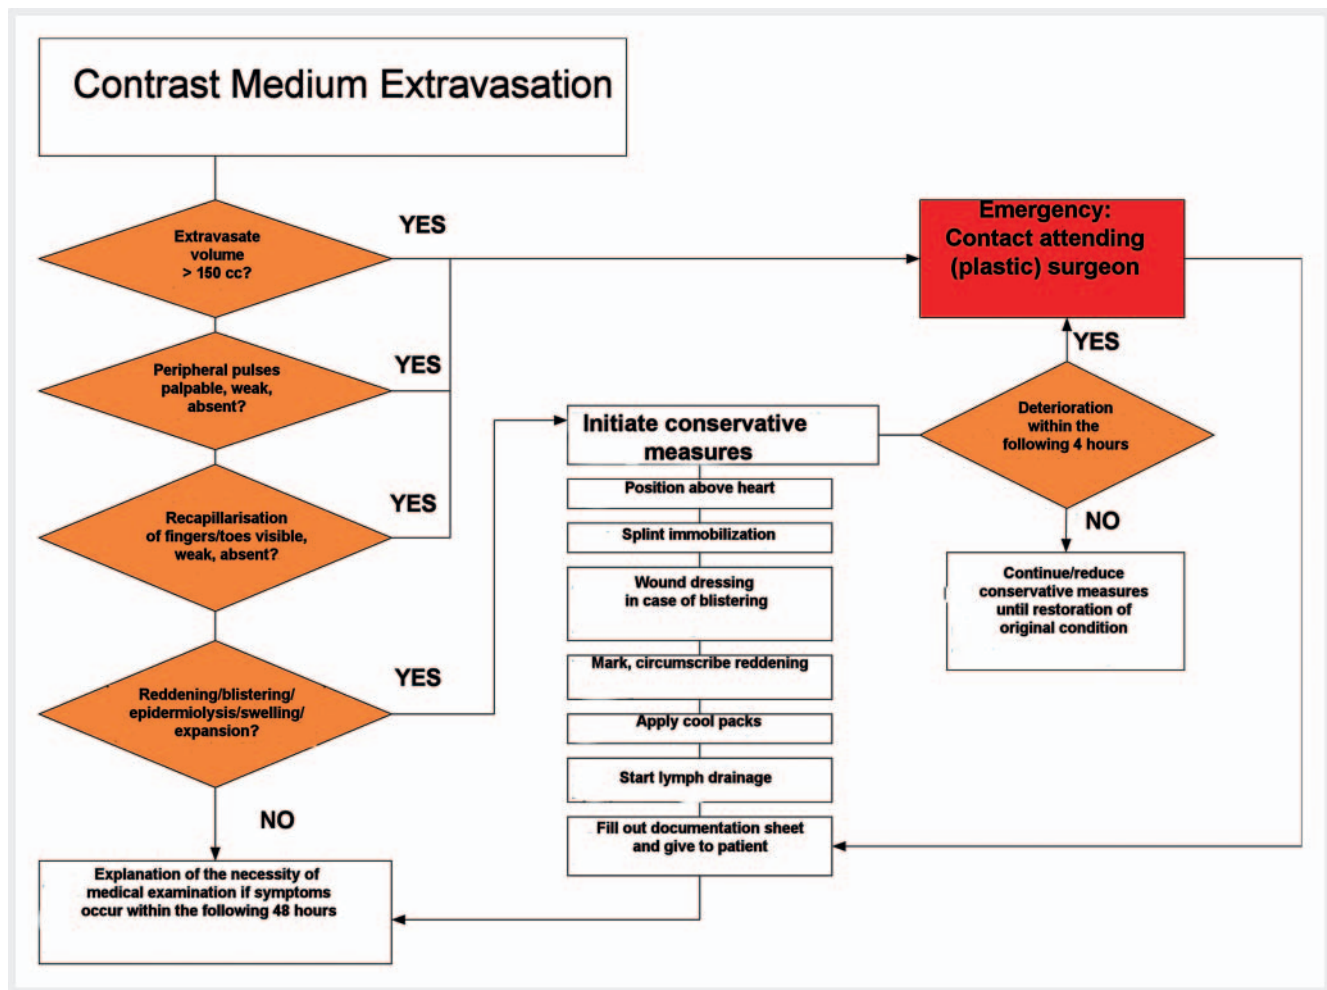 Contrast Medium Extravasation
Extravasate
volume
> 150 cc?
YES
Emergency:
Contact attending
(plastic) surgeon
Peripheral pulses
palpable, weak,
absent?
YES
Recapillarisation
of fingers/toes visible,
weak, absent?
YES
Reddening/blistering/
epidermiolysis/swelling/
expansion?
YES
NO
Explanation of the necessity of
medical examination if symptoms
occur within the following 48 hours
Initiate conservative
measures
Position above heart
Splint immobilization
Wound dressing
in case of blistering
Mark, circumscribe reddening
Apply cool packs
Start lymph drainage
Fill out documentation sheet
and give to patient
YES
Deterioration
within the
following 4 hours
NO
Continue/reduce
conservative measures
until restoration of
original condition